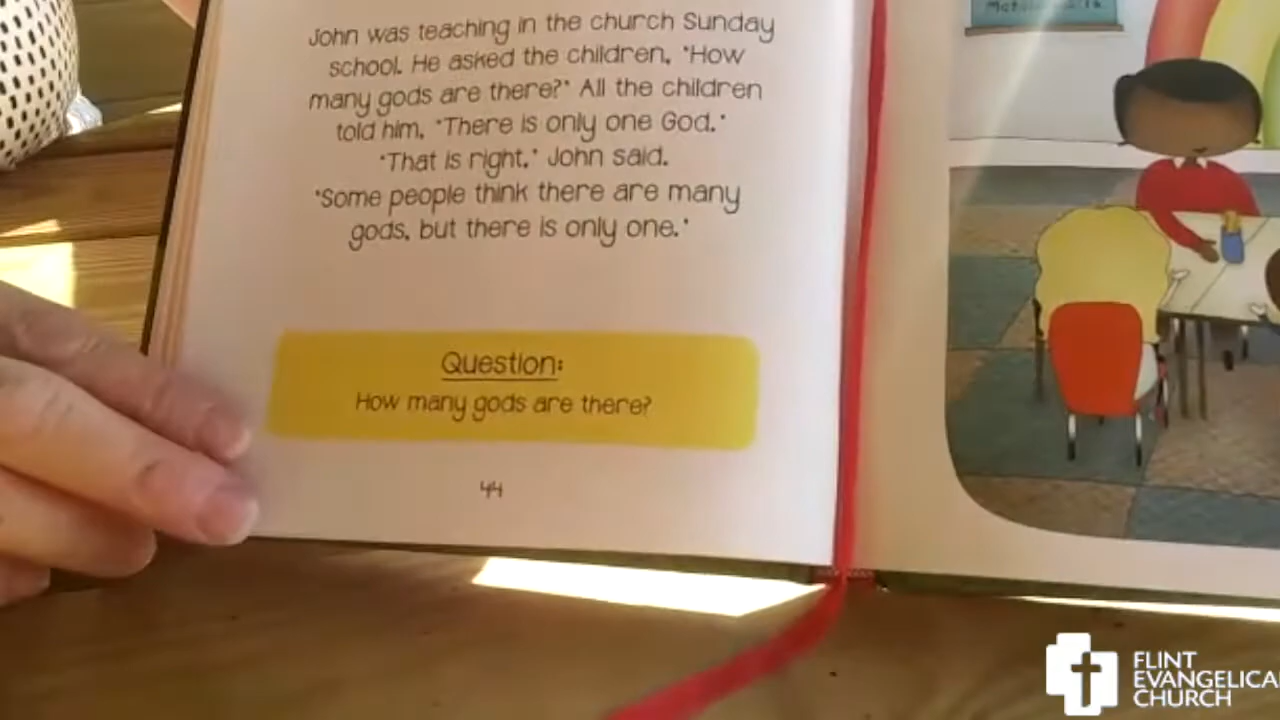 John was teaching in the church Sunday
school. He asked the children, 'How
many gods are there?' All the children
told him, 'There is only one God.'
'That is right,' John said.
'Some people think there are many
gods, but there is only one.'
Question:
How many gods are there?
44
FLINT
EVANGELICA
CHURCH